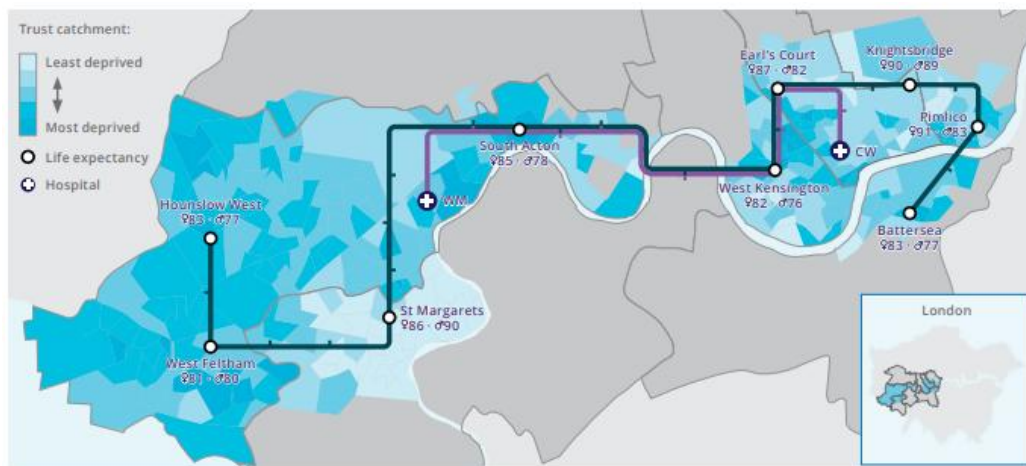 Trust catchment:
Least deprived
Most deprived
Life expectancy
Hospital
Hounslow West
♀83 · ♂77
West Feltham
♀81 · ♂80
St Margarets
♀86 · ♂90
WM
South Acton
♀85 · ♂78
West Kensington
♀82 · ♂76
Earl's Court
♀87 · ♂82
CW
Knightsbridge
♀90 · ♂89
Pimlico
♀91 · ♂83
Battersea
♀83 · ♂77
London